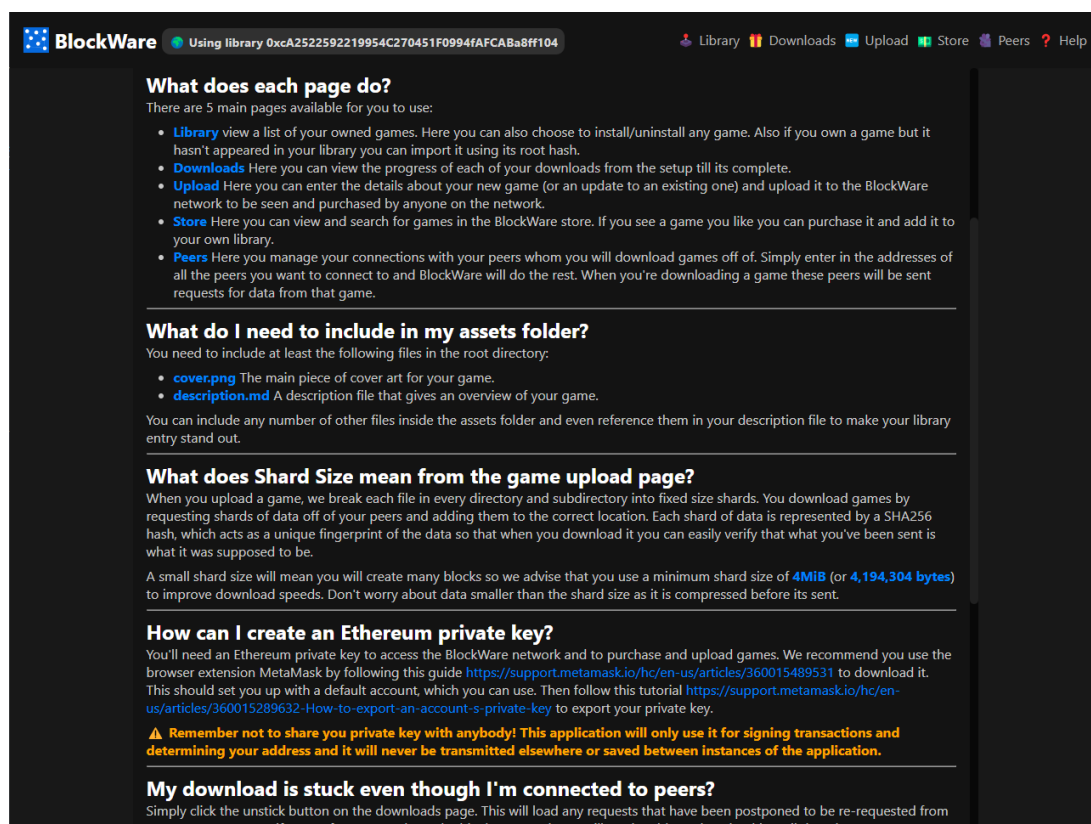 BlockWare Using library 0xcA2522592219954C270451F0994fAFCABa8ff104 Library Downloads Upload Store Peers Help
What does each page do?
There are 5 main pages available for you to use:
• Library view a list of your owned games. Here you can also choose to install/uninstall any game. Also if you own a game but it
hasn't appeared in your library you can import it using its root hash.
• Downloads Here you can view the progress of each of your downloads from the setup till its complete.
• Upload Here you can enter the details about your new game (or an update to an existing one) and upload it to the BlockWare
network to be seen and purchased by anyone on the network.
• Store Here you can view and search for games in the BlockWare store. If you see a game you like you can purchase it and add it to
your own library.
• Peers Here you manage your connections with your peers whom you will download games off of. Simply enter in the addresses of
all the peers you want to connect to and BlockWare will do the rest. When you're downloading a game these peers will be sent
requests for data from that game.
What do I need to include in my assets folder?
You need to include at least the following files in the root directory:
• cover.png The main piece of cover art for your game.
• description.md A description file that gives an overview of your game.
You can include any number of other files inside the assets folder and even reference them in your description file to make your library
entry stand out.
What does Shard Size mean from the game upload page?
When you upload a game, we break each file in every directory and subdirectory into fixed size shards. You download games by
requesting shards of data off of your peers and adding them to the correct location. Each shard of data is represented by a SHA256
hash, which acts as a unique fingerprint of the data so that when you download it you can easily verify that what you've been sent is
what it was supposed to be.
A small shard size will mean you will create many blocks so we advise that you use a minimum shard size of 4MiB (or 4,194,304 bytes)
to improve download speeds. Don't worry about data smaller than the shard size as it is compressed before its sent.
How can I create an Ethereum private key?
You'll need an Ethereum private key to access the BlockWare network and to purchase and upload games. We recommend you use the
browser extension MetaMask by following this guide https://support.metamask.io/hc/en-us/articles/360015489531 to download it.
This should set you up with a default account, which you can use. Then follow this tutorial https://support.metamask.io/hc/en-
us/articles/360015289632-How-to-export-an-account-s-private-key to export your private key.
⚠ Remember not to share you private key with anybody! This application will only use it for signing transactions and
determining your address and it will never be transmitted elsewhere or saved between instances of the application.
My download is stuck even though I'm connected to peers?
Simply click the unstick button on the downloads page. This will load any requests that have been postponed to be re-requested from